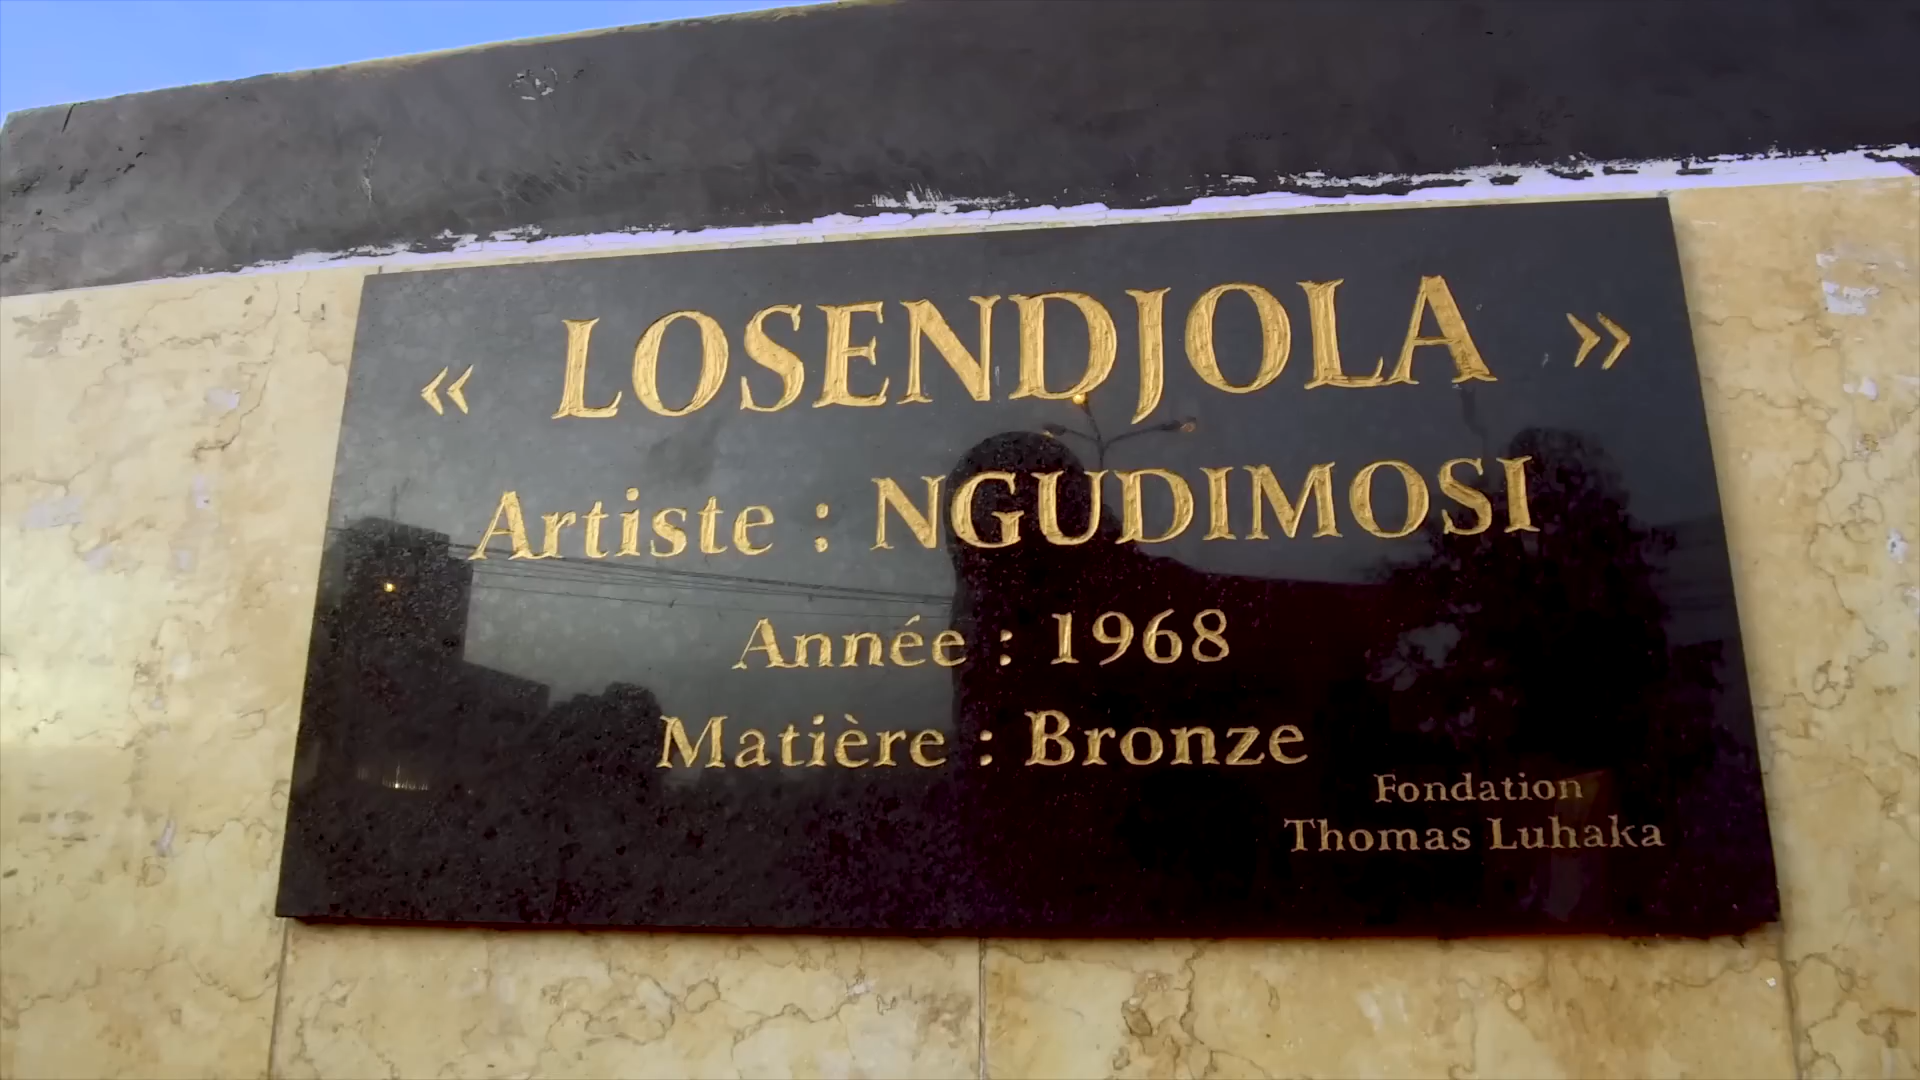 « LOSENDJOLA »
Artiste : NGUDIMOSI
Année : 1968
Matière : Bronze
Fondation
Thomas Luhaka